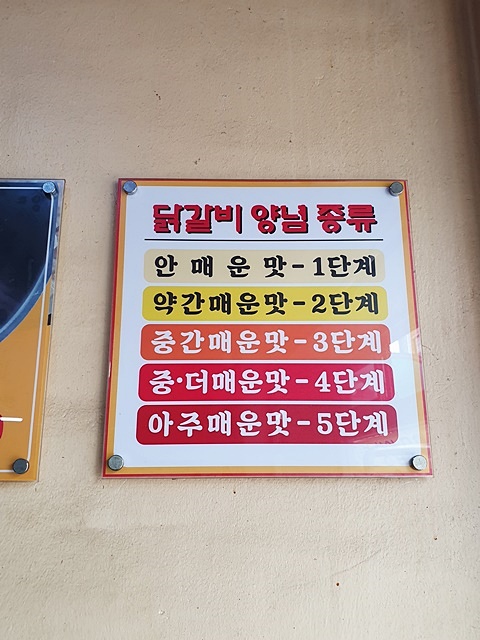 닭갈비 양념 종류
안 매 운 맛 - 1단계
약간매운맛 - 2단계
중간매운맛 - 3단계
중·더매운맛 - 4단계
아주매운맛 - 5단계